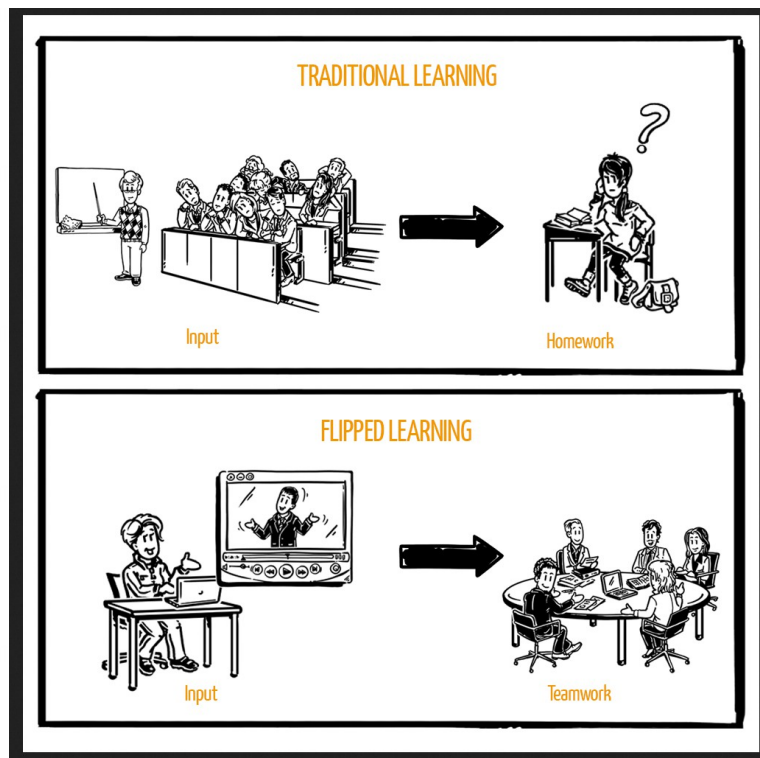 TRADITIONAL LEARNING
Input
Homework
FLIPPED LEARNING
Input
Teamwork